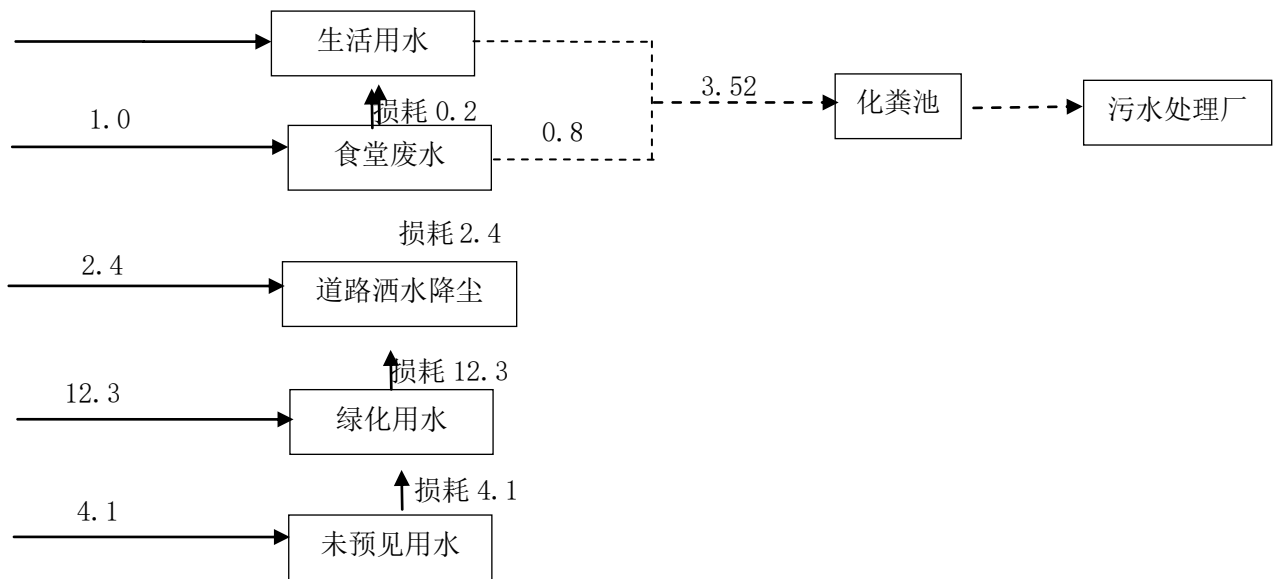 生活用水
3.52
化粪池
污水处理厂
1.0
损耗 0.2
食堂废水
0.8
损耗 2.4
2.4
道路洒水降尘
12.3
损耗 12.3
绿化用水
4.1
损耗 4.1
未预见用水